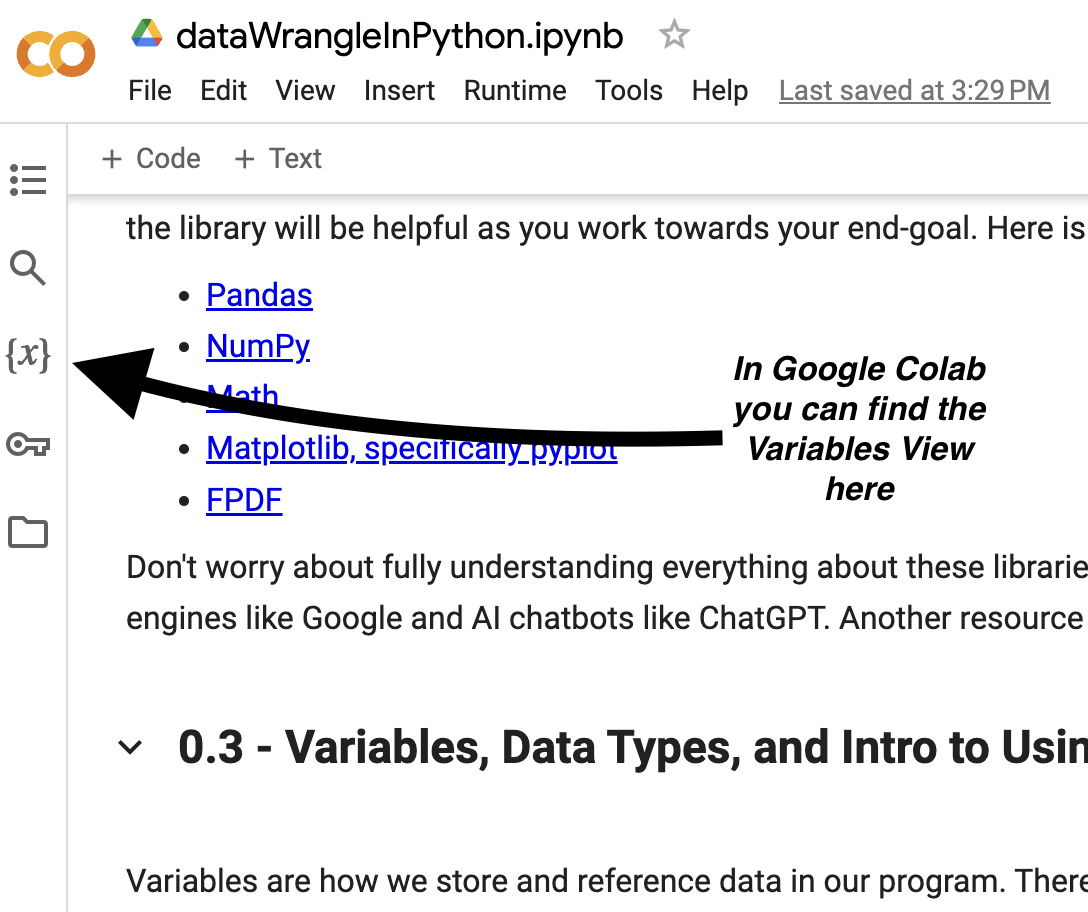 dataWrangleInPython.ipynb
File Edit View Insert Runtime Tools Help Last saved at 3:29 PM
+ Code + Text
the library will be helpful as you work towards your end-goal. Here is
{x}
• Pandas
• NumPy
• Math
• Matplotlib, specifically pyplot
• FPDF
In Google Colab
you can find the
Variables View
here
Don't worry about fully understanding everything about these librarie
engines like Google and AI chatbots like ChatGPT. Another resource
0.3 - Variables, Data Types, and Intro to Usin
Variables are how we store and reference data in our program. There